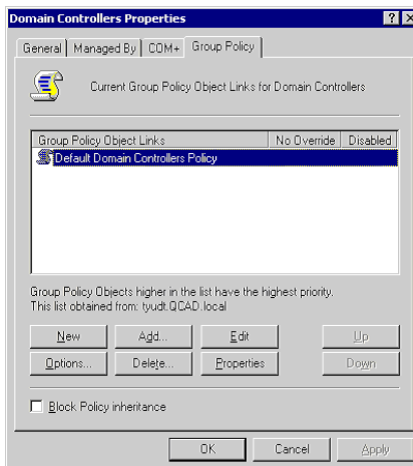 Domain Controllers Properties
General Managed By COM+ Group Policy
Current Group Policy Object Links for Domain Controllers
Group Policy Object Links No Override Disabled
Default Domain Controllers Policy
Group Policy Objects higher in the list have the highest priority.
This list obtained from: tyudt.QCAD.local
New Add... Edit Up
Options... Delete... Properties Down
Block Policy inheritance
OK Cancel Apply